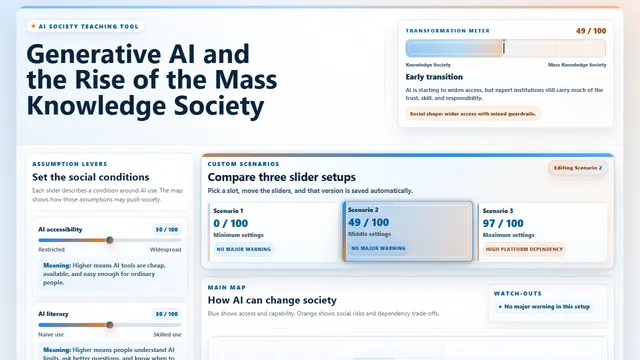 AI SOCIETY TEACHING TOOL
Generative AI and
the Rise of the Mass
Knowledge Society
TRANSFORMATION METER
49 / 100
Knowledge Society
Mass Knowledge Society
Early transition
AI is starting to widen access, but expert institutions still carry much of the
trust, skill, and responsibility.
Social shape: wider access with mixed guardrails.
ASSUMPTION LEVERS
Set the social conditions
Each slider describes a condition around AI use. The map
shows how those assumptions may push society.
AI accessibility
50 / 100
Restricted
Widespread
Meaning: Higher means AI tools are cheap,
available, and easy enough for ordinary
people.
AI literacy
50 / 100
Naive use
Skilled use
Meaning: Higher means people understand AI
limits, ask better questions, and know when to
CUSTOM SCENARIOS
Compare three slider setups
Pick a slot, move the sliders, and that version is saved automatically.
Editing Scenario 2
Scenario 1
0 / 100
Minimum settings
NO MAJOR WARNING
Scenario 2
49 / 100
Middle settings
NO MAJOR WARNING
Scenario 3
97 / 100
Maximum settings
HIGH PLATFORM DEPENDENCY
MAIN MAP
How AI can change society
Blue shows access and capability. Orange shows social risks and dependency trade-offs.
WATCH-OUTS
No major warning in this setup